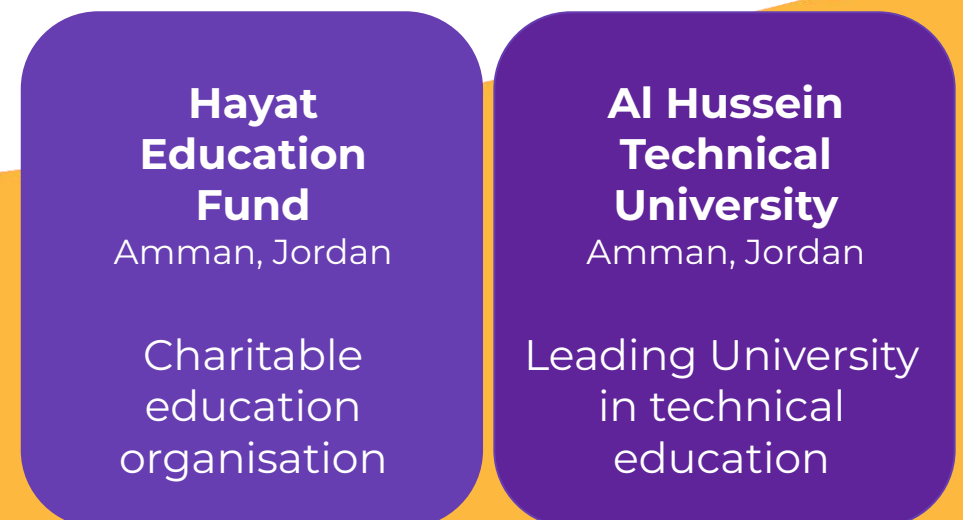 Hayat
Education
Fund
Amman, Jordan
Charitable
education
organisation
Al Hussein
Technical
University
Amman, Jordan
Leading University
in technical
education